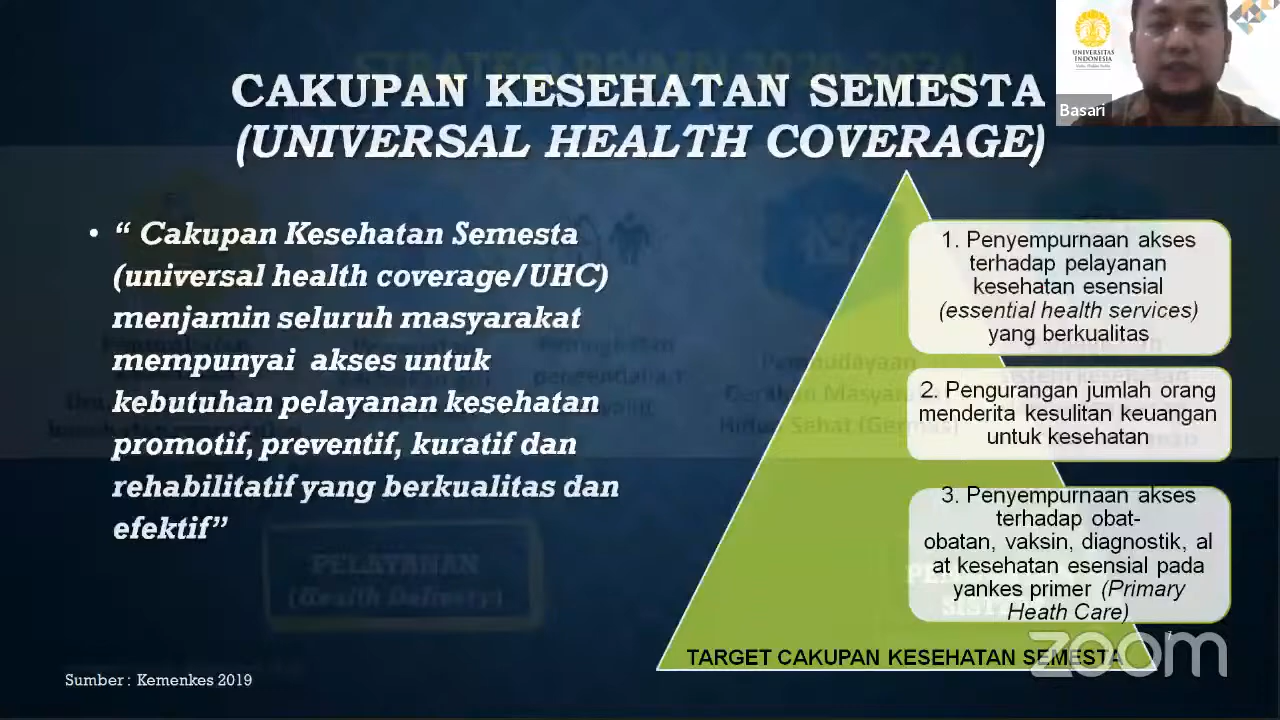 CAKUPAN KESEHATAN SEMESTA
(UNIVERSAL HEALTH COVERAGE)
UNIVERSITAS
INDONESIA
Basari
• “ Cakupan Kesehatan Semesta
(universal health coverage/UHC)
menjamin seluruh masyarakat
mempunyai akses untuk
kebutuhan pelayanan kesehatan
promotif, preventif, kuratif dan
rehabilitatif yang berkualitas dan
efektif”
1. Penyempurnaan akses
terhadap pelayanan
kesehatan esensial
(essential health services)
yang berkualitas
2. Pengurangan jumlah orang
menderita kesulitan keuangan
untuk kesehatan
3. Penyempurnaan akses
terhadap obat-
obatan, vaksin, diagnostik, al
at kesehatan esensial pada
yankes primer (Primary
Heath Care)
TARGET CAKUPAN KESEHATAN SEMESTA
PELAYANAN
(Health Delivery)
7
zoom
Sumber : Kemenkes 2019